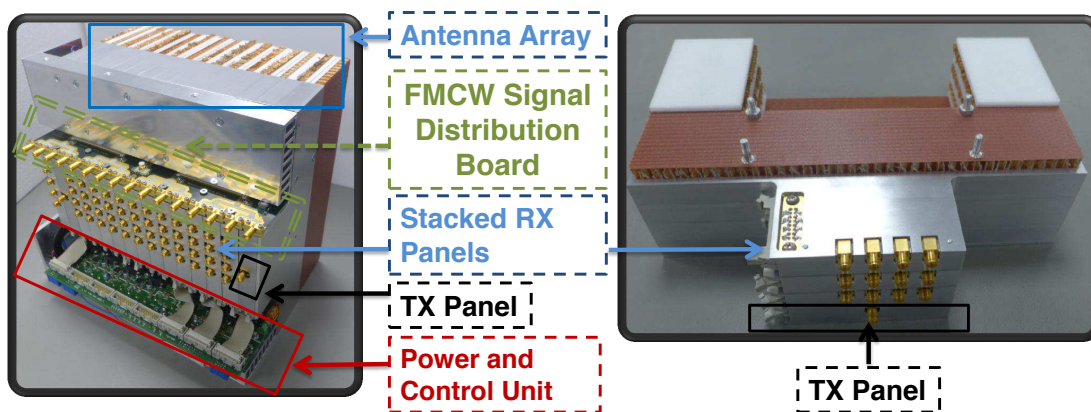 Antenna Array
FMCW Signal
Distribution
Board
Stacked RX
Panels
TX Panel
Power and
Control Unit
TX Panel